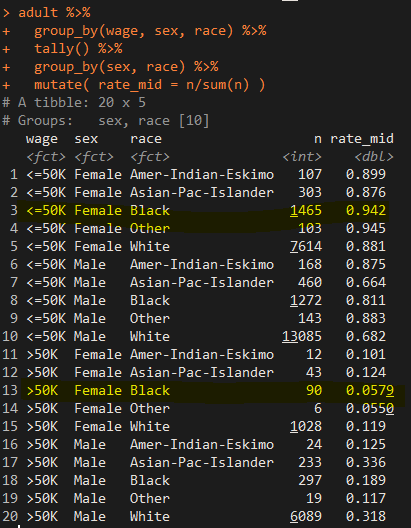 > adult %>%
+ group_by(wage, sex, race) %>%
+ tally() %>%
+ group_by(sex, race) %>%
+ mutate( rate_mid = n/sum(n) )
# A tibble: 20 x 5
# Groups: sex, race [10]
wage sex race n rate_mid
<fct> <fct> <fct> <int> <dbl>
1 <=50K Female Amer-Indian-Eskimo 107 0.899
2 <=50K Female Asian-Pac-Islander 303 0.876
3 <=50K Female Black 1465 0.942
4 <=50K Female Other 103 0.945
5 <=50K Female White 7614 0.881
6 <=50K Male Amer-Indian-Eskimo 168 0.875
7 <=50K Male Asian-Pac-Islander 460 0.664
8 <=50K Male Black 1272 0.811
9 <=50K Male Other 143 0.883
10 <=50K Male White 13085 0.682
11 >50K Female Amer-Indian-Eskimo 12 0.101
12 >50K Female Asian-Pac-Islander 43 0.124
13 >50K Female Black 90 0.0579
14 >50K Female Other 6 0.0550
15 >50K Female White 1028 0.119
16 >50K Male Amer-Indian-Eskimo 24 0.125
17 >50K Male Asian-Pac-Islander 233 0.336
18 >50K Male Black 297 0.189
19 >50K Male Other 19 0.117
20 >50K Male White 6089 0.318